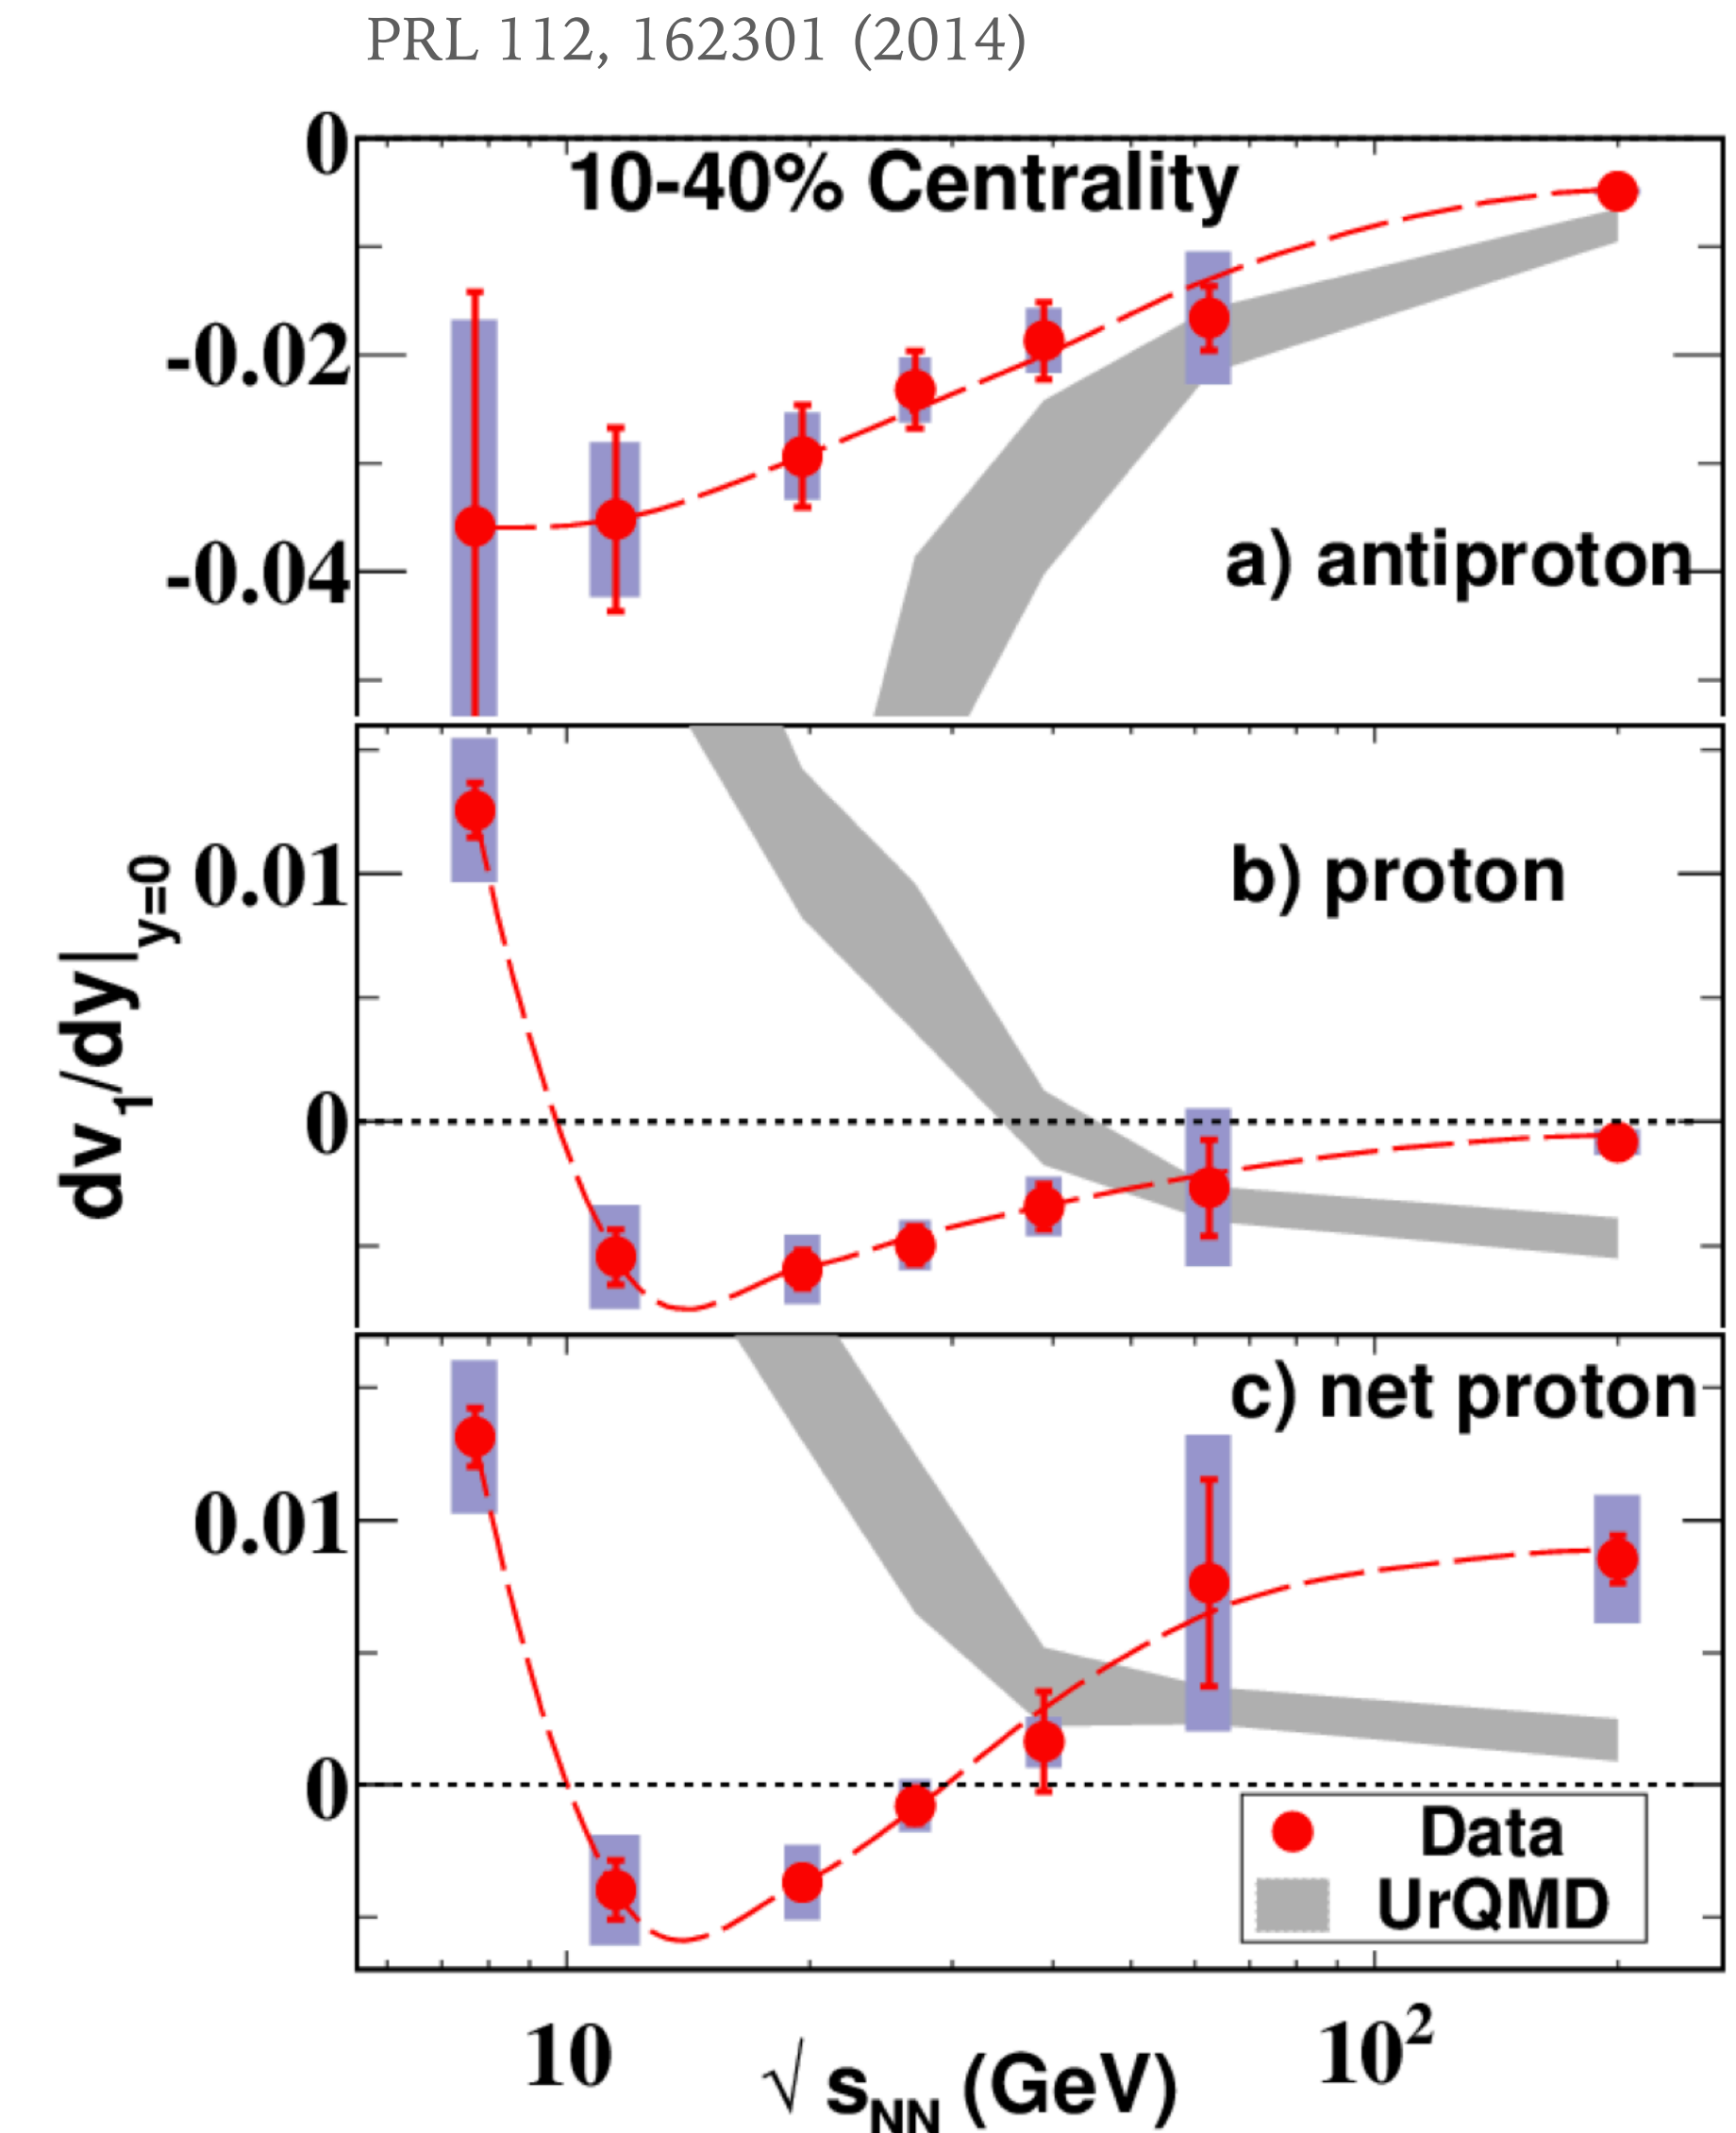 PRL 112, 162301 (2014)
0
10-40% Centrality
-0.02
-0.04
a) antiproton
0.01
b) proton
0
dv₁/dy|y=0
c) net proton
0.01
0
Data
UrQMD
10
10²
√ sNN (GeV)